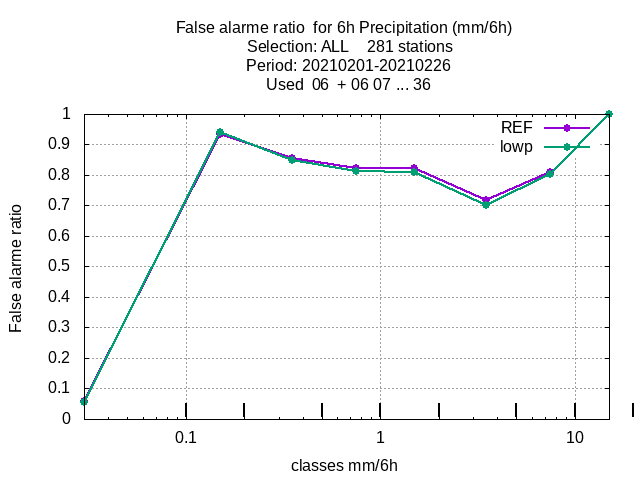 False alarme ratio  for 6h Precipitation (mm/6h)
Selection: ALL    281 stations
Period: 20210201-20210226
Used  06  + 06 07 ... 36
REF
lowp
1
0.9
0.8
0.7
0.6
0.5
0.4
0.3
0.2
0.1
0
False alarme ratio
0.1
1
10
classes mm/6h